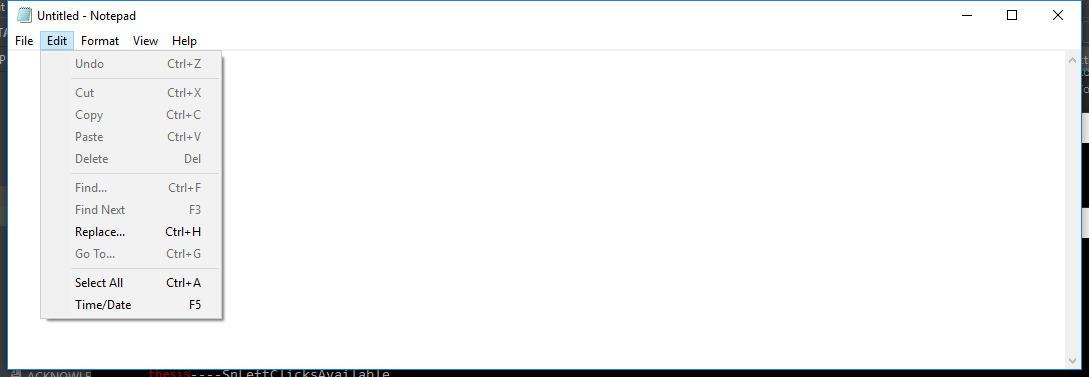 Untitled - Notepad
File Edit Format View Help
Undo Ctrl+Z
Cut Ctrl+X
Copy Ctrl+C
Paste Ctrl+V
Delete Del
Find... Ctrl+F
Find Next F3
Replace... Ctrl+H
Go To... Ctrl+G
Select All Ctrl+A
Time/Date F5
ACKNOWLE thesis----SpLeftClicksAvailable